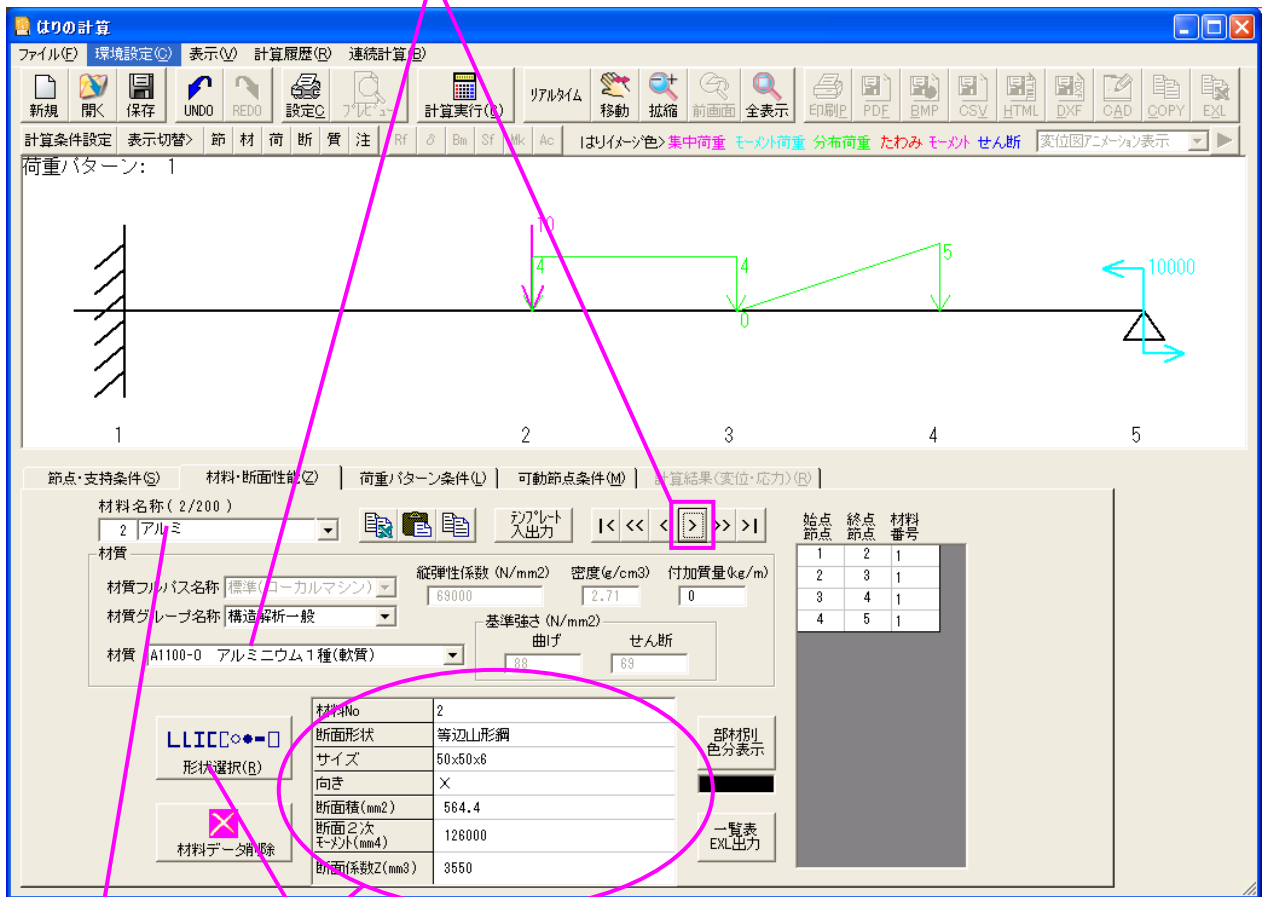 はりの計算
ファイル(F) 環境設定(C) 表示(V) 計算履歴(R) 連続計算(B)
新規 開く 保存 UNDO REDO 設定C プレビュー 計算実行(C) リアルタイム 移動 拡縮 前画面 全表示 印刷P PDF BMP CSV HTML DXF CAD COPY EXL
計算条件設定 表示切替> 節 材 荷 断 質 注 Rf δ Bm Sf Mk Ac はりイメージ色> 集中荷重 モーメント荷重 分布荷重 たわみ モーメント せん断 変位図アニメーション表示
荷重パターン: 1
10
4 4 5 10000
0
1 2 3 4 5
節点・支持条件(S) 材料・断面性能(Z) 荷重パターン条件(L) 可動節点条件(M) 計算結果(変位・応力)(R)
材料名称( 2/200 )
2 アルミ テンプレート入出力 |< << < > >> >|
材質
材質フルパス名称 標準(ローカルマシン)
縦弾性係数 (N/mm2) 密度(g/cm3) 付加質量(kg/m)
69000 2.71 0
材質グループ名称 構造解析一般
基準強さ (N/mm2)
曲げ せん断
材質 A1100-O アルミニウム1種(軟質)
88 69
始点節点 終点節点 材料番号
1 2 1
2 3 1
3 4 1
4 5 1
形状選択(R)
材料データ削除
材料No 2
断面形状 等辺山形鋼
サイズ 50x50x6
向き ×
断面積(mm2) 564.4
断面2次モーメント(mm4) 126000
断面係数Z(mm3) 3550
部材別色分表示
一覧表EXL出力